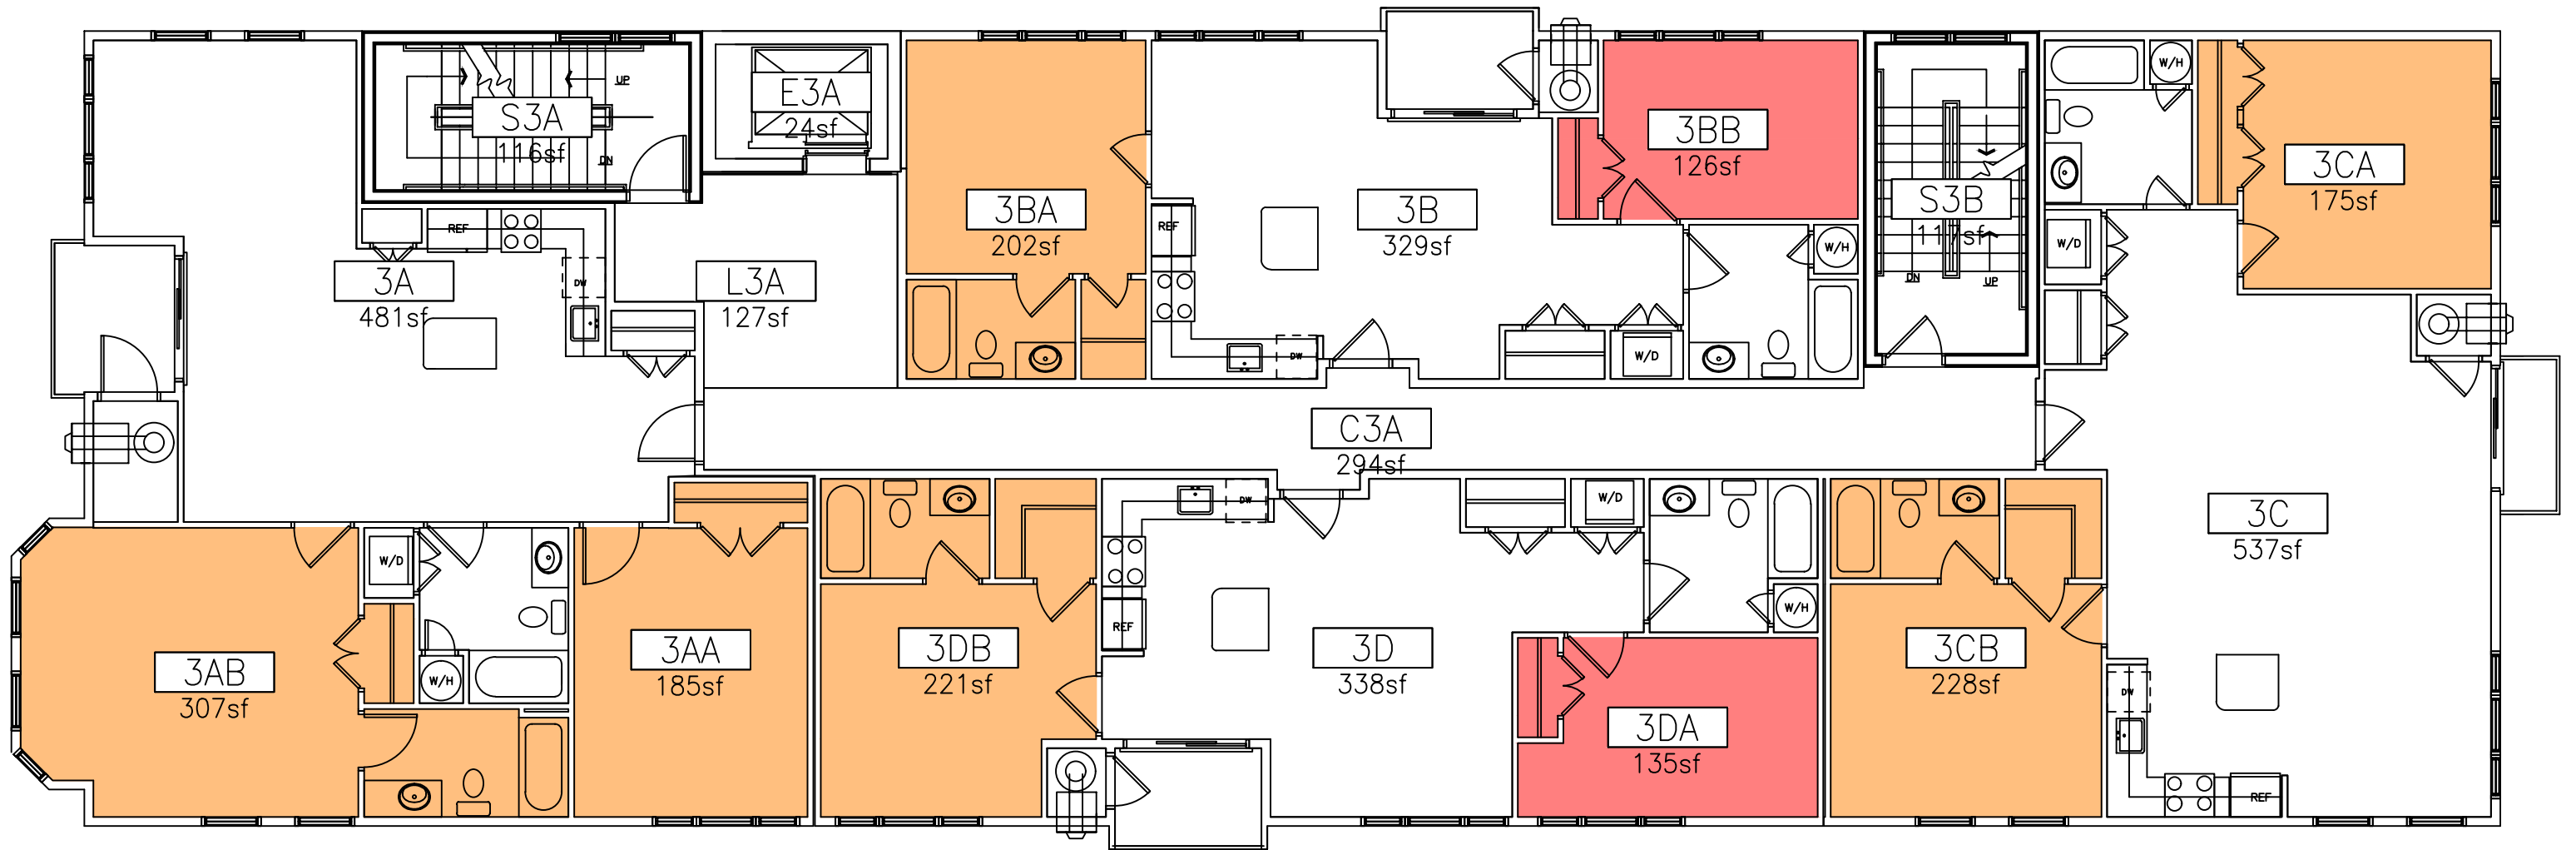 S3A
116sf
UP
DN
E3A
24sf
3BA
202sf
3B
329sf
REF
DW
W/D
3BB
126sf
W/H
S3B
117sf
DN
UP
W/H
W/D
3CA
175sf
REF
DW
3A
481sf
L3A
127sf
C3A
294sf
3AB
307sf
W/D
W/H
3AA
185sf
3DB
221sf
DW
REF
3D
338sf
W/D
W/H
3DA
135sf
3CB
228sf
3C
537sf
DW
REF